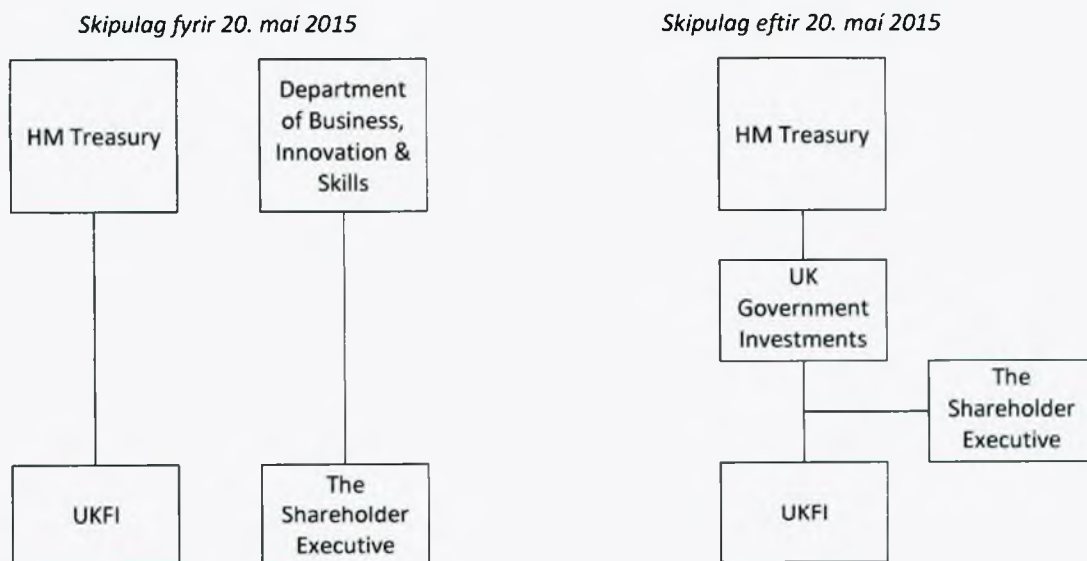 Skipulag fyrir 20. maí 2015
HM Treasury
Department
of Business,
Innovation &
Skills
UKFI
The
Shareholder
Executive
Skipulag eftir 20. maí 2015
HM Treasury
UK
Government
Investments
The
Shareholder
Executive
UKFI